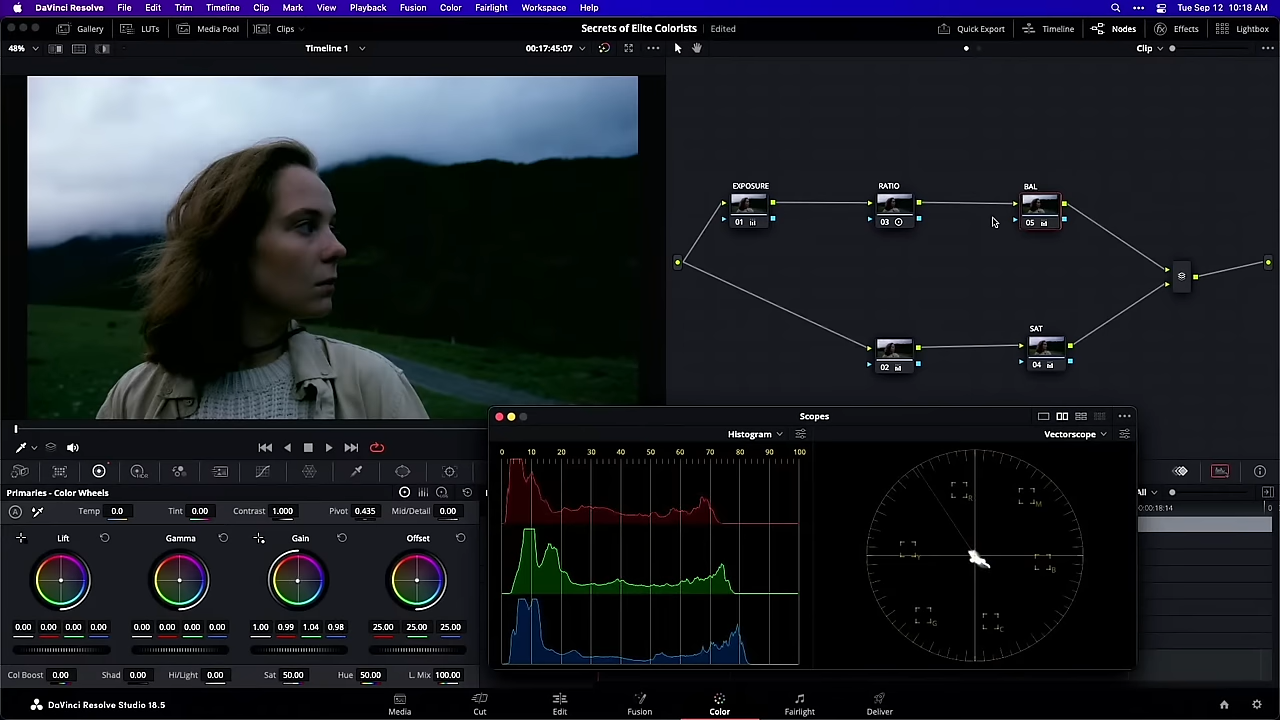 DaVinci Resolve File Edit Trim Timeline Clip Mark View Playback Fusion Color Fairlight Workspace Help Tue Sep 12 10:18 AM
Gallery LUTs Media Pool Clips Secrets of Elite Colorists Edited Quick Export Timeline Nodes Effects Lightbox
48% Timeline 1 00:17:45:07 Clip
EXPOSURE RATIO BAL
01 03 05
SAT
02 04
Scopes
Histogram Vectorscope
0 10 20 30 40 50 60 70 80 90 100
R M
Y B
G C
All
00:18:14 0
Primaries - Color Wheels
Temp 0.0 Tint 0.00 Contrast 1.000 Pivot 0.435 Mid/Detail 0.00
Lift Gamma Gain Offset
0.00 0.00 0.00 0.00 0.00 0.00 0.00 0.00 1.00 0.99 1.04 0.98 25.00 25.00 25.00
Col Boost 0.00 Shad 0.00 Hi/Light 0.00 Sat 50.00 Hue 50.00 L. Mix 100.00
DaVinci Resolve Studio 18.5 Media Cut Edit Fusion Color Fairlight Deliver